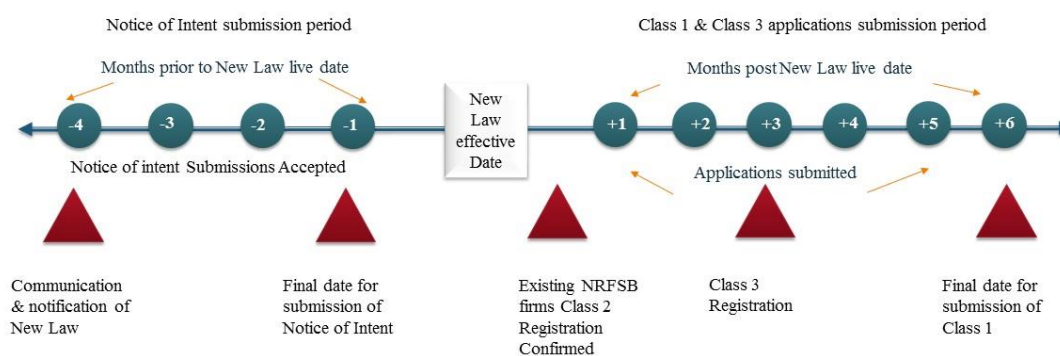 Notice of Intent submission period
Class 1 & Class 3 applications submission period
Months prior to New Law live date
Months post New Law live date
New
Law
effective
Date
-4
-3
-2
-1
+1
+2
+3
+4
+5
+6
Notice of intent Submissions Accepted
Applications submitted
Communication
& notification of
New Law
Final date for
submission of
Notice of Intent
Existing NRFSB
firms Class 2
Registration
Confirmed
Class 3
Registration
Final date for
submission of
Class 1